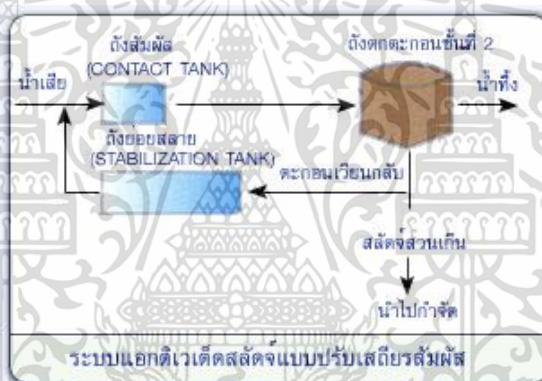 ถังสัมผัส
(CONTACT TANK)
ถังตกตะกอนชั้นที่ 2
น้ำเสีย
น้ำทิ้ง
ถังย่อยสลาย
(STABILIZATION TANK)
ตะกอนเวียนกลับ
สลัดจ์ส่วนเกิน
นำไปกำจัด
ระบบแอกติเวเต็ดสลัดจ์แบบปรับเสถียรสัมผัส